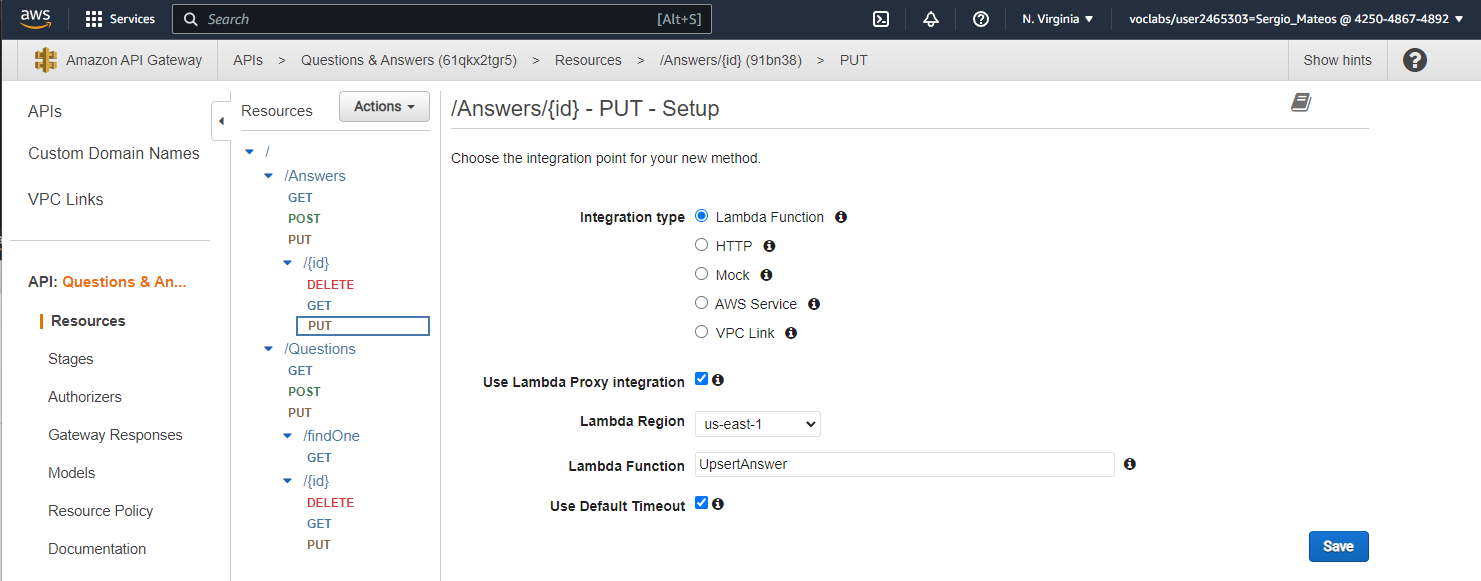 aws
Services
Search
[Alt+S]
N. Virginia
voclabs/user2465303=Sergio_Mateos @ 4250-4867-4892
Amazon API Gateway
APIs > Questions & Answers (61qkx2tgr5) > Resources > /Answers/{id} (91bn38) > PUT
Show hints
APIs
Custom Domain Names
VPC Links
API: Questions & An...
Resources
Stages
Authorizers
Gateway Responses
Models
Resource Policy
Documentation
Resources
Actions
/
/Answers
GET
POST
PUT
/{id}
DELETE
GET
PUT
/Questions
GET
POST
PUT
/findOne
GET
/{id}
DELETE
GET
PUT
/Answers/{id} - PUT - Setup
Choose the integration point for your new method.
Integration type
Lambda Function
HTTP
Mock
AWS Service
VPC Link
Use Lambda Proxy integration
Lambda Region
us-east-1
Lambda Function
UpsertAnswer
Use Default Timeout
Save